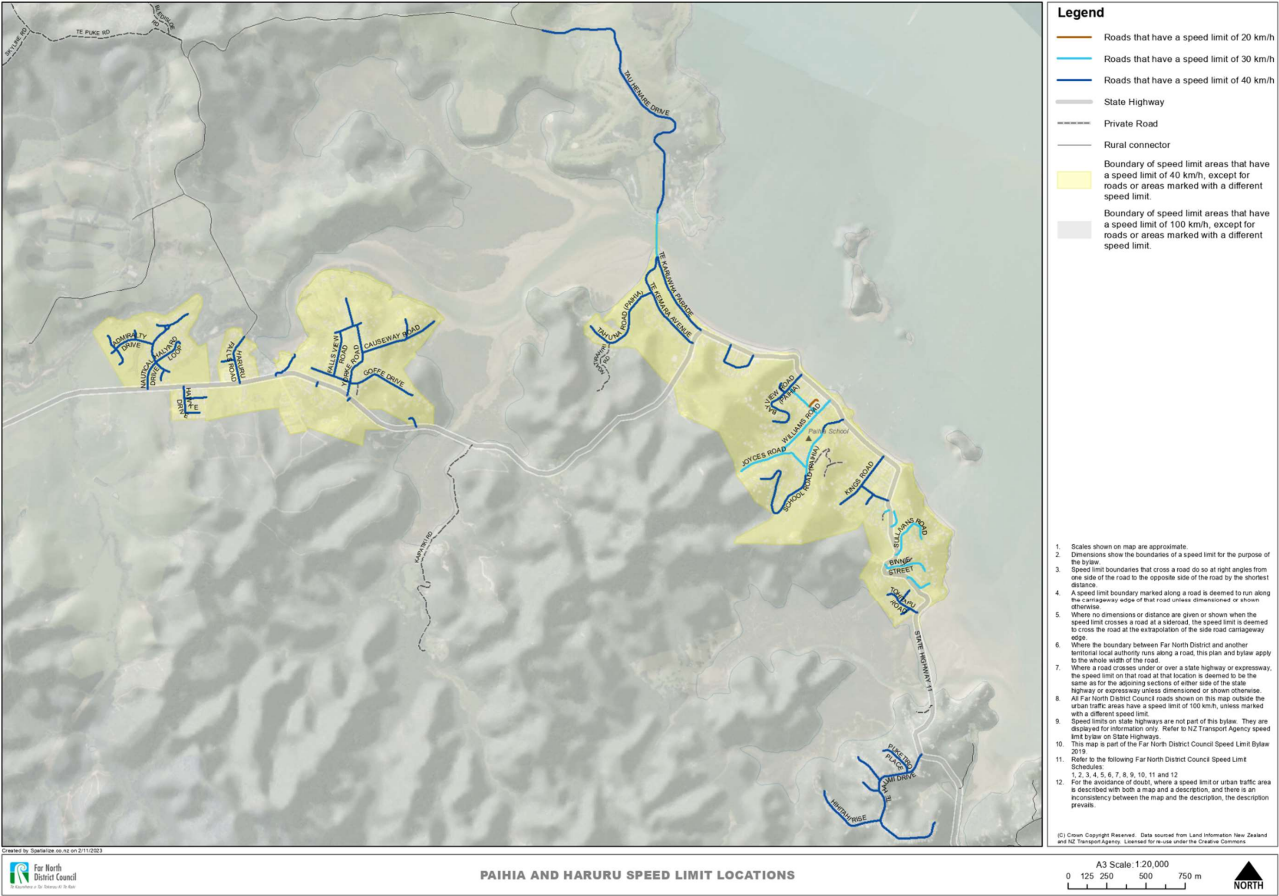 SKYLINE RD
TE PUKE RD
BLEDISLOE
RD
TAU HENARE DRIVE
TE KARUWHA PARADE
TE KEMARA AVENUE
TAHUNA ROAD (PAIHIA)
ADMIRALTY
DRIVE
NAUTICAL
DRIVE
HALYARD
LOOP
HARURU
FALLS ROAD
FALLS VIEW
ROAD
YORKE ROAD
CAUSEWAY ROAD
GOFFE DRIVE
BAYVIEW ROAD
(PAIHIA)
WILLIAMS ROAD
Paihia School
JOYCES ROAD
SCHOOL ROAD (PAIHIA)
KINGS ROAD
SULLIVANS ROAD
BINNIE
STREET
TOHITAPU
ROAD
KAIPATIKI RD
STATE HIGHWAY 11
PLACE
HIHITAHI RISE
Legend
Roads that have a speed limit of 20 km/h
Roads that have a speed limit of 30 km/h
Roads that have a speed limit of 40 km/h
State Highway
Private Road
Rural connector
Boundary of speed limit areas that have
a speed limit of 40 km/h, except for
roads or areas marked with a different
speed limit.
Boundary of speed limit areas that have
a speed limit of 100 km/h, except for
roads or areas marked with a different
speed limit.
1. Scales shown on map are approximate.
2. Dimensions show the boundaries of a speed limit for the purpose of
the bylaw.
3. Speed limit boundaries that cross a road do so at right angles from
one side of the road to the opposite side of the road by the shortest
distance.
4. A speed limit boundary marked along a road is deemed to run along
the carriageway edge of that road unless dimensioned or shown
otherwise.
5. Where no dimensions or distance are given or shown when the
speed limit crosses a road at a sideroad, the speed limit is deemed
to cross the road at the extrapolation of the side road carriageway
edge.
6. Where the boundary between Far North District and another
territorial local authority runs along a road, this plan and bylaw apply
to the whole width of the road.
7. Where a road crosses under or over a state highway or expressway,
the speed limit on that road at that location is deemed to be the
same as for the adjoining sections of either side of the state
highway or expressway unless dimensioned or shown otherwise.
8. All Far North District Council roads shown on this map outside the
urban traffic areas have a speed limit of 100 km/h, unless marked
with a different speed limit.
9. Speed limits on state highways are not part of this bylaw. They are
displayed for information only. Refer to NZ Transport Agency speed
limit bylaw on State Highways.
10. This map is part of the Far North District Council Speed Limit Bylaw
2019.
11. Refer to the following Far North District Council Speed Limit
Schedules:
1, 2, 3, 4, 5, 6, 7, 8, 9, 10, 11 and 12
12. For the avoidance of doubt, where a speed limit or urban traffic area
is described with both a map and a description, and there is an
inconsistency between the map and the description, the description
prevails.
(C) Crown Copyright Reserved. Data sourced from Land Information New Zealand
and NZ Transport Agency. Licensed for re-use under the Creative Commons
Created by Spatialize.co.nz on 2/11/2023
Far North
District Council
PAIHIA AND HARURU SPEED LIMIT LOCATIONS
A3 Scale: 1:20,000
0 125 250 500 750 m
NORTH